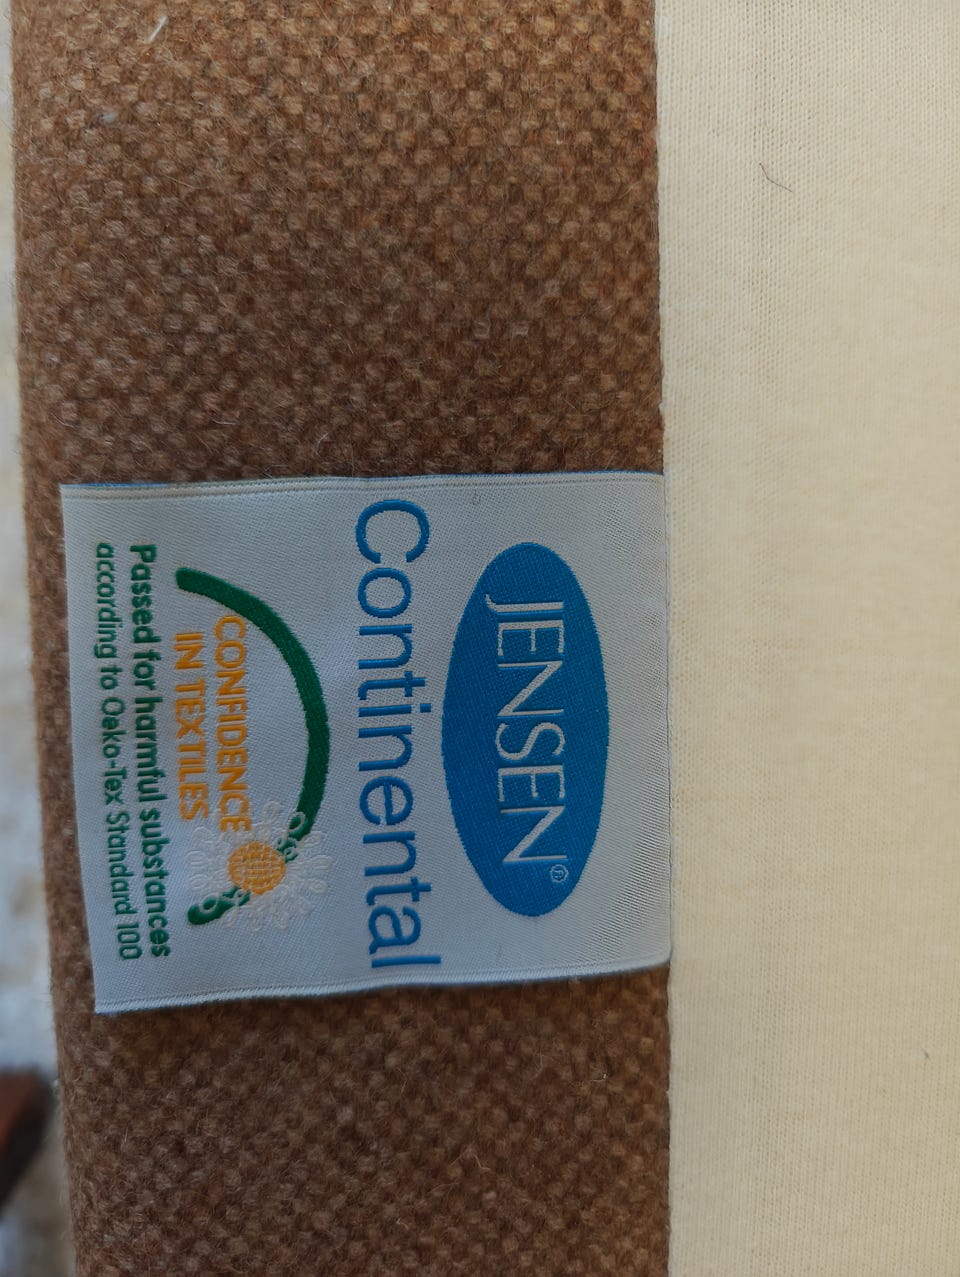 JENSEN®
Continental
CONFIDENCE
IN TEXTILES
Passed for harmful substances
according to Oeko-Tex Standard 100